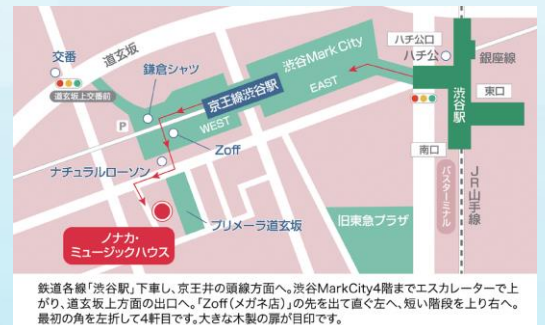 交番
道玄坂
道玄坂上交番前
鎌倉シャツ
渋谷Mark City
EAST
WEST
京王線渋谷駅
P
Zoff
ナチュラルローソン
プリメーラ道玄坂
ノナカ・
ミュージックハウス
ハチ公口
ハチ公
銀座線
渋谷駅
東口
南口
バスターミナル
JR山手線
旧東急プラザ
鉄道各線「渋谷駅」下車し、京王井の頭線方面へ。渋谷MarkCity4階までエスカレーターで上
がり、道玄坂上方面の出口へ。「Zoff(メガネ店)」の先を出て直ぐ左へ、短い階段を上り右へ。
最初の角を左折して4軒目です。大きな木製の扉が目印です。